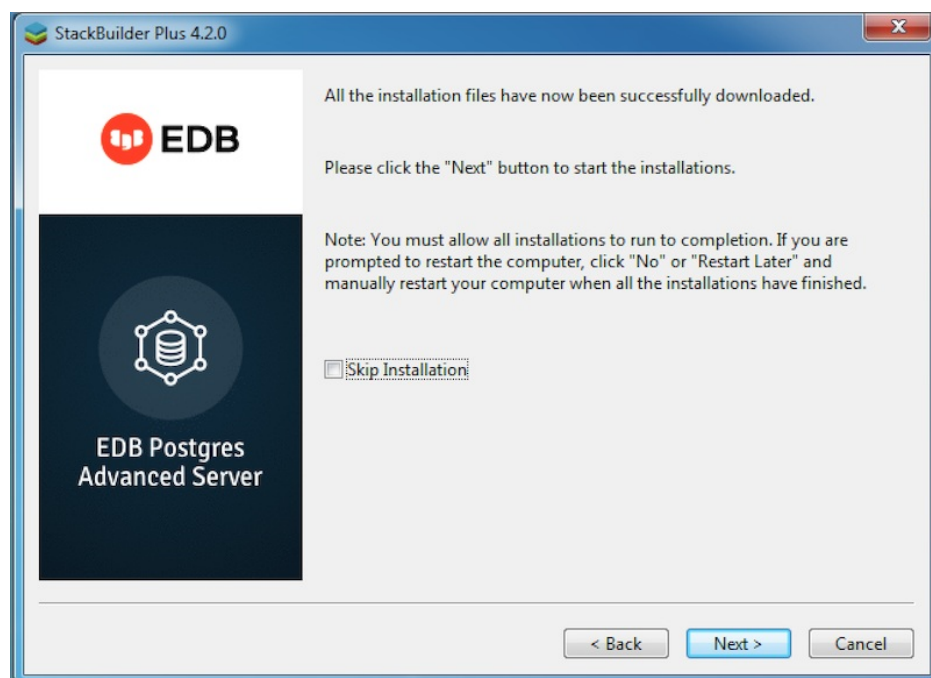 StackBuilder Plus 4.2.0
EDB
EDB Postgres
Advanced Server
All the installation files have now been successfully downloaded.
Please click the "Next" button to start the installations.
Note: You must allow all installations to run to completion. If you are
prompted to restart the computer, click "No" or "Restart Later" and
manually restart your computer when all the installations have finished.
Skip Installation
< Back
Next >
Cancel